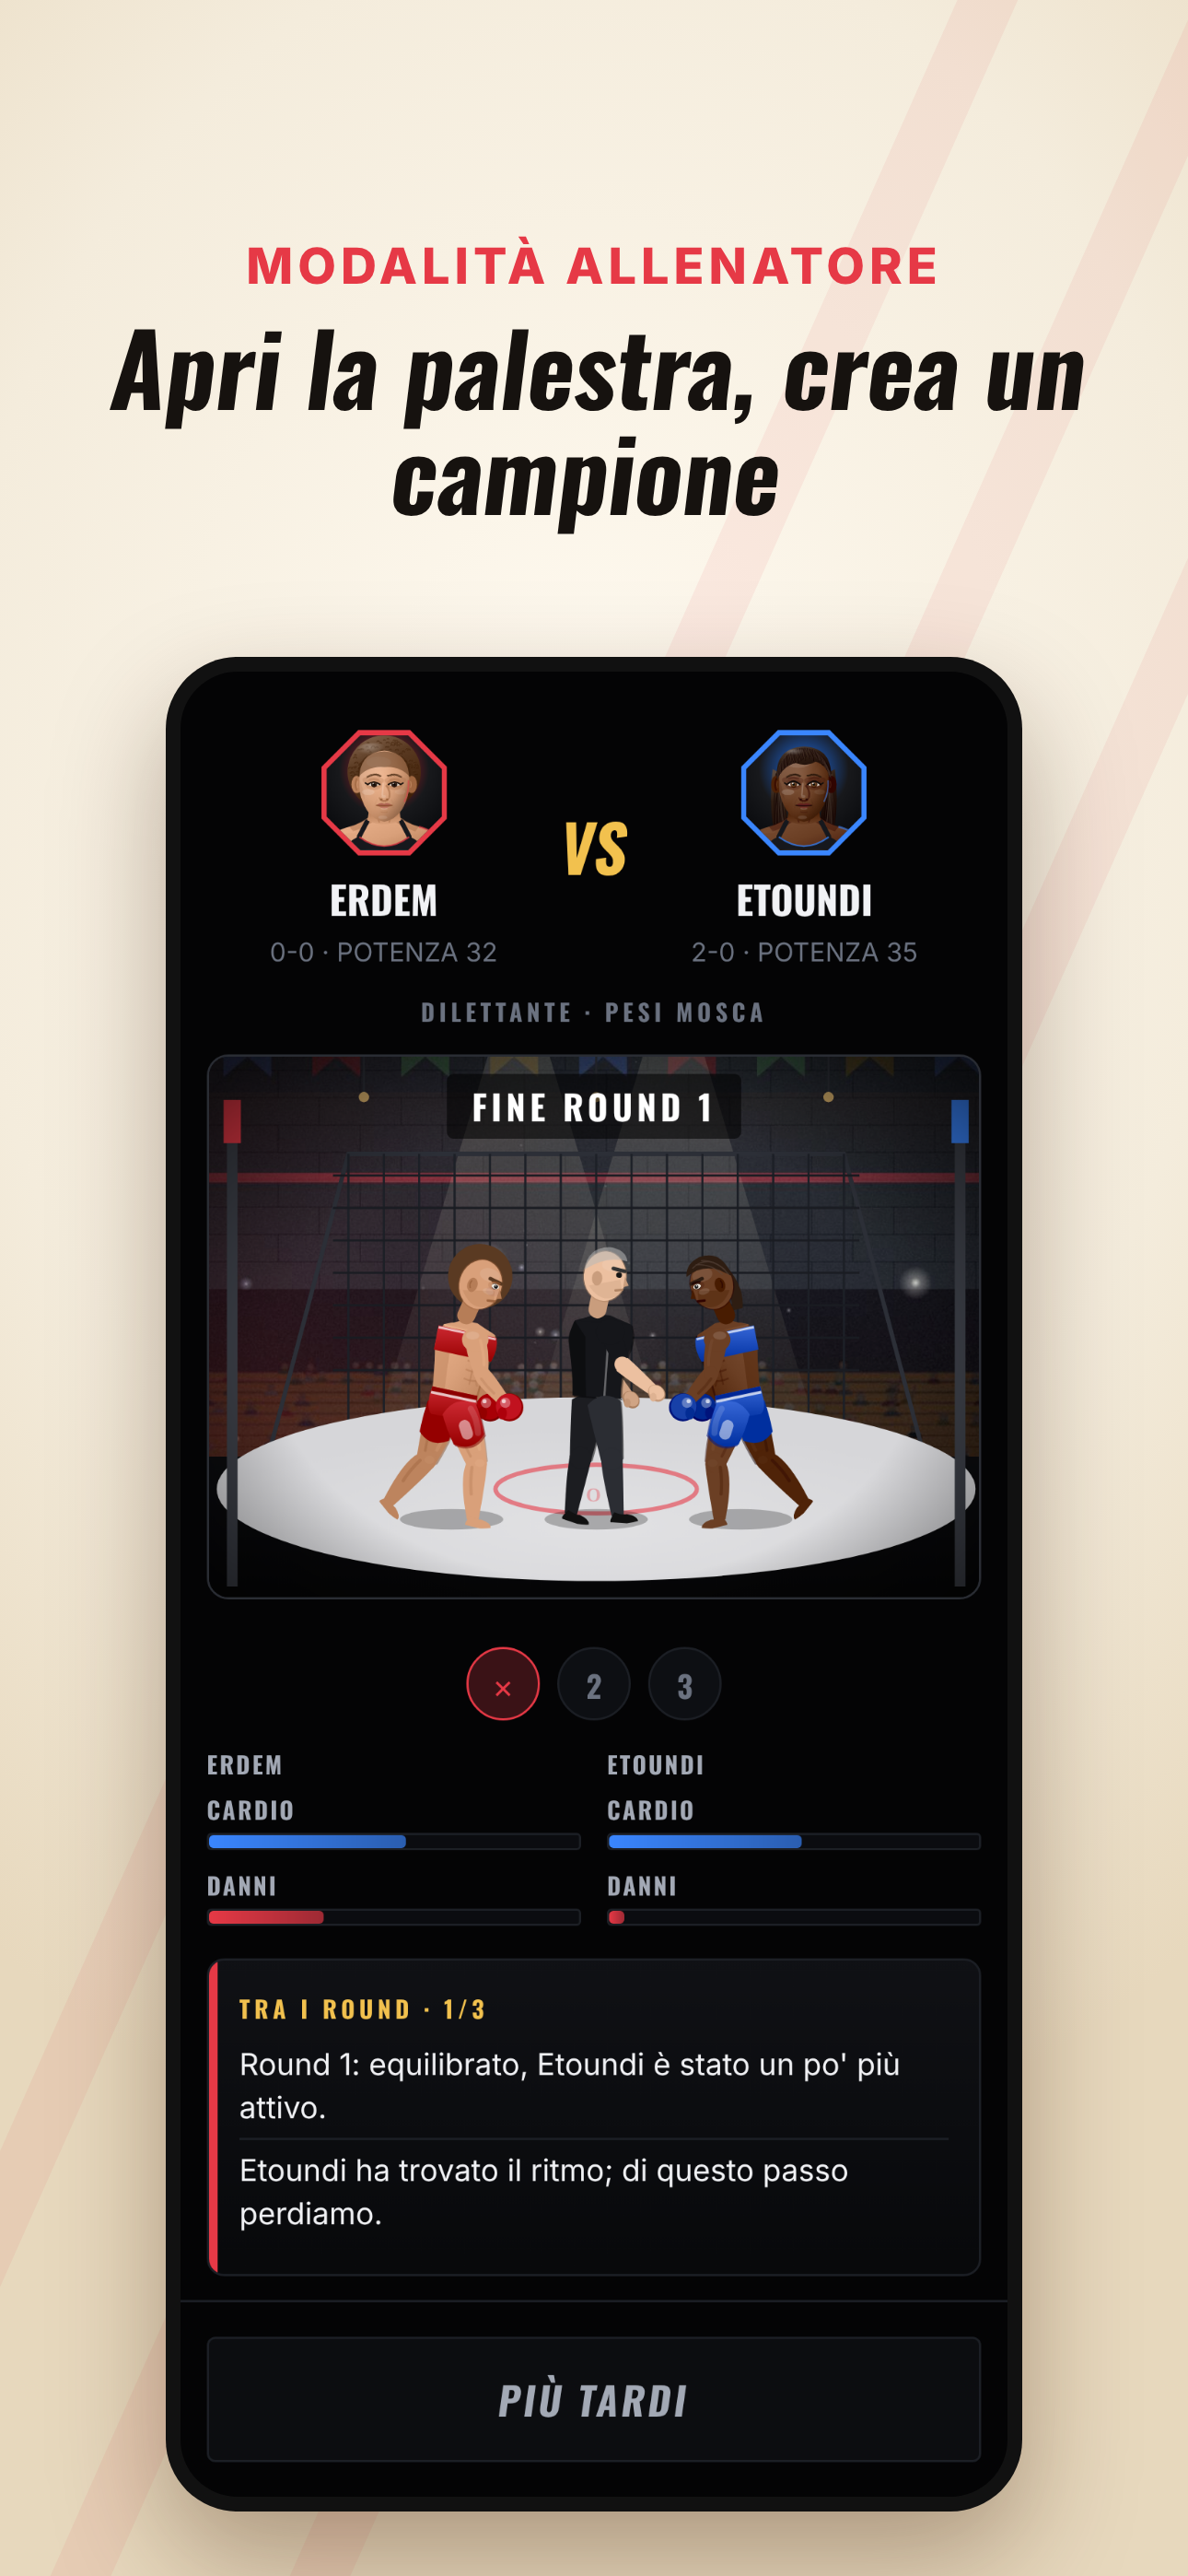 MODALITÀ ALLENATORE
Apri la palestra, crea un
campione
VS
ERDEM
ETOUNDI
0-0 · POTENZA 32
2-0 · POTENZA 35
DILETTANTE · PESI MOSCA
FINE ROUND 1
O
× 2 3
ERDEM
ETOUNDI
CARDIO
CARDIO
DANNI
DANNI
TRA I ROUND · 1/3
Round 1: equilibrato, Etoundi è stato un po' più
attivo.
Etoundi ha trovato il ritmo; di questo passo
perdiamo.
PIÙ TARDI